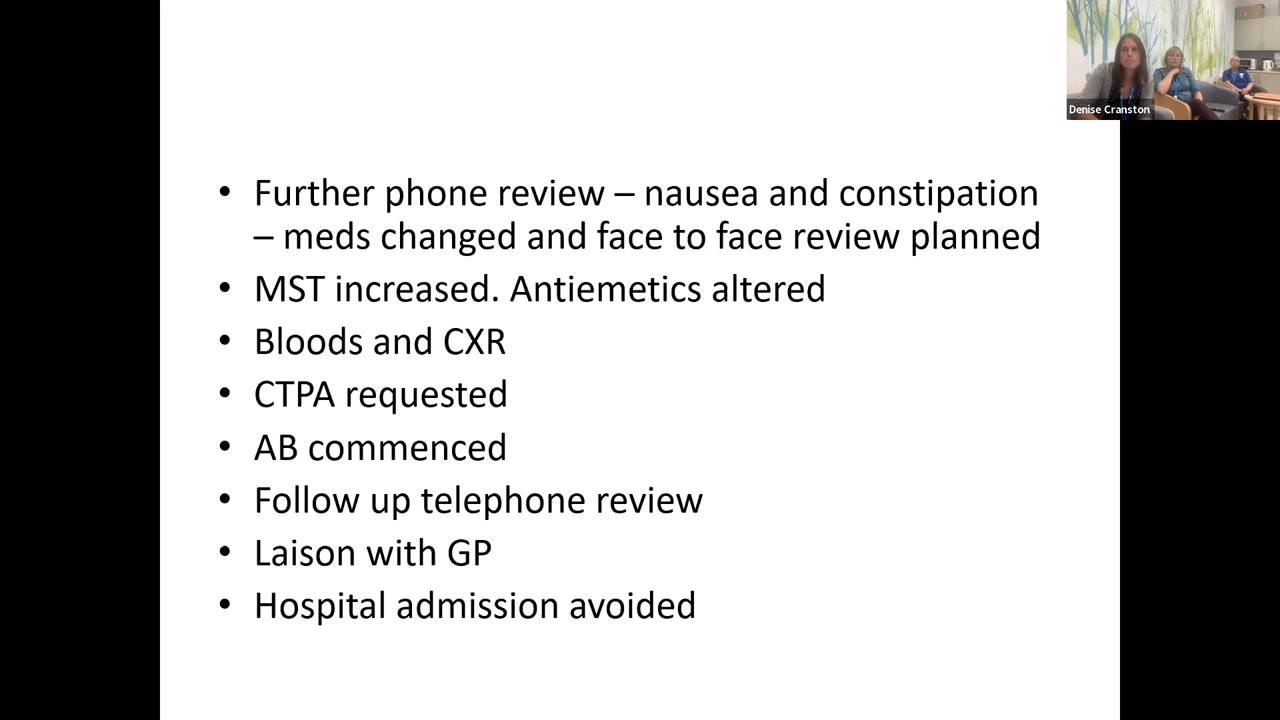 Denise Cranston
• Further phone review – nausea and constipation
– meds changed and face to face review planned
• MST increased. Antiemetics altered
• Bloods and CXR
• CTPA requested
• AB commenced
• Follow up telephone review
• Laison with GP
• Hospital admission avoided